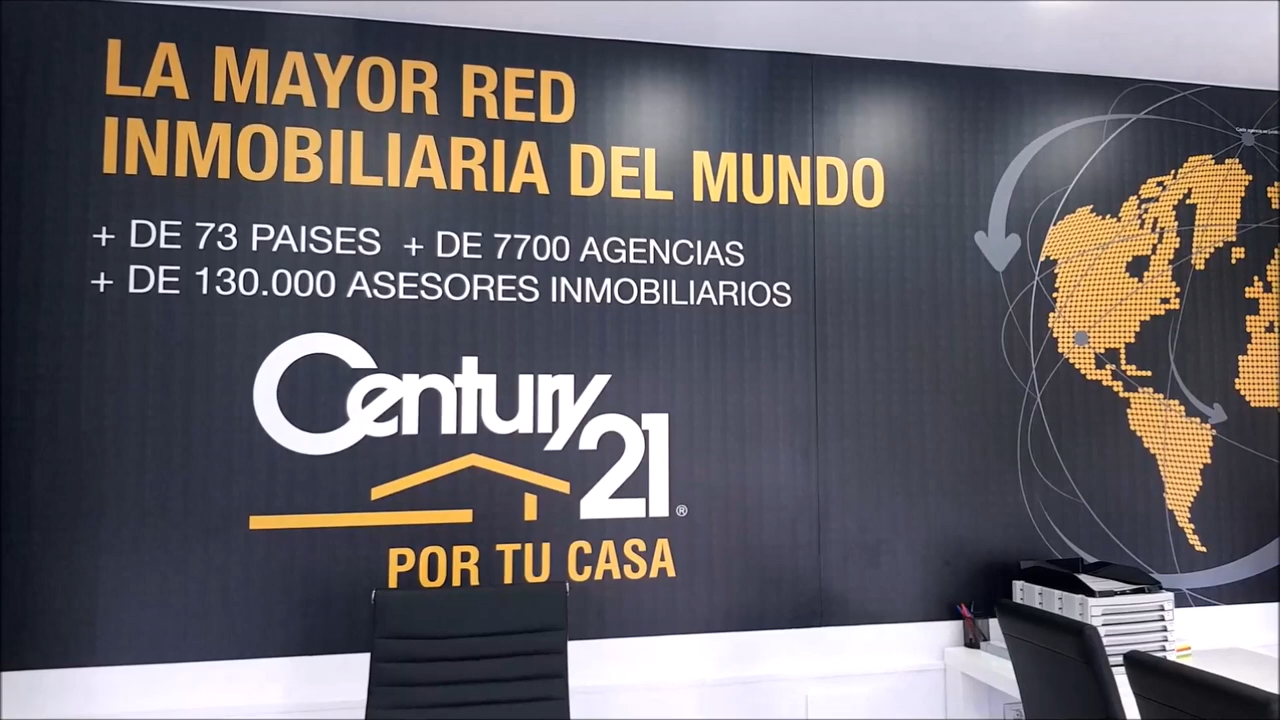 LA MAYOR RED
INMOBILIARIA DEL MUNDO
+ DE 73 PAISES + DE 7700 AGENCIAS
+ DE 130.000 ASESORES INMOBILIARIOS
Century
21®
POR TU CASA